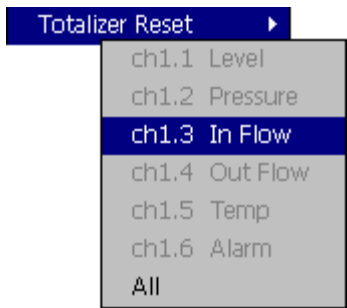 Totalizer Reset
ch1.1 Level
ch1.2 Pressure
ch1.3 In Flow
ch1.4 Out Flow
ch1.5 Temp
ch1.6 Alarm
All